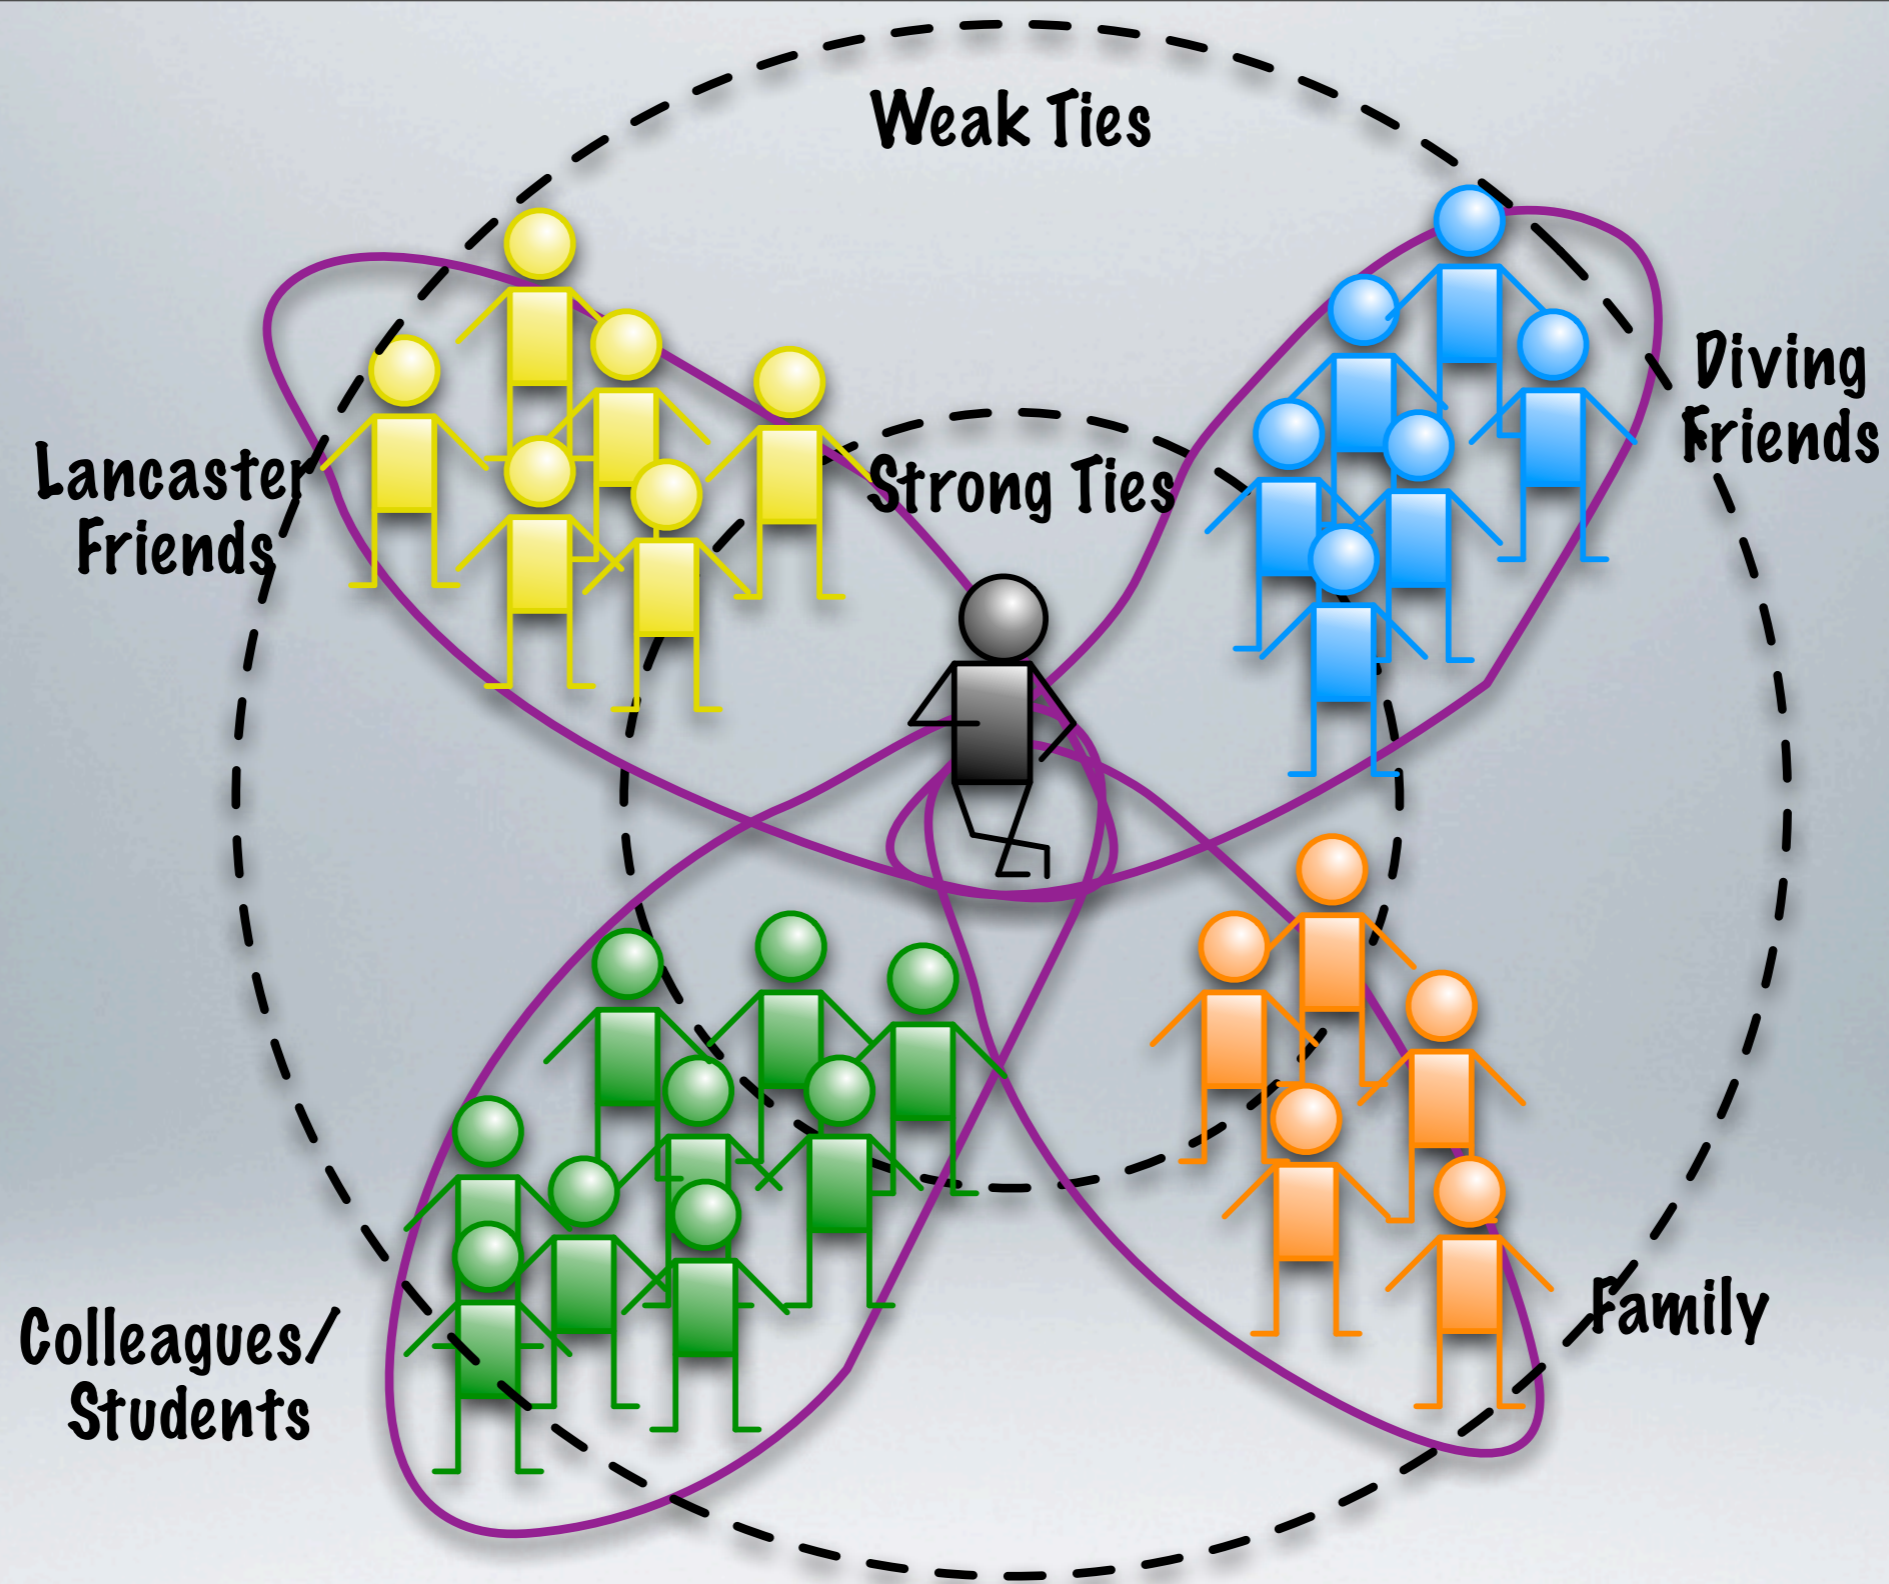 Weak Ties
Strong Ties
Diving
Friends
Lancaster
Friends
Colleagues/
Students
Family